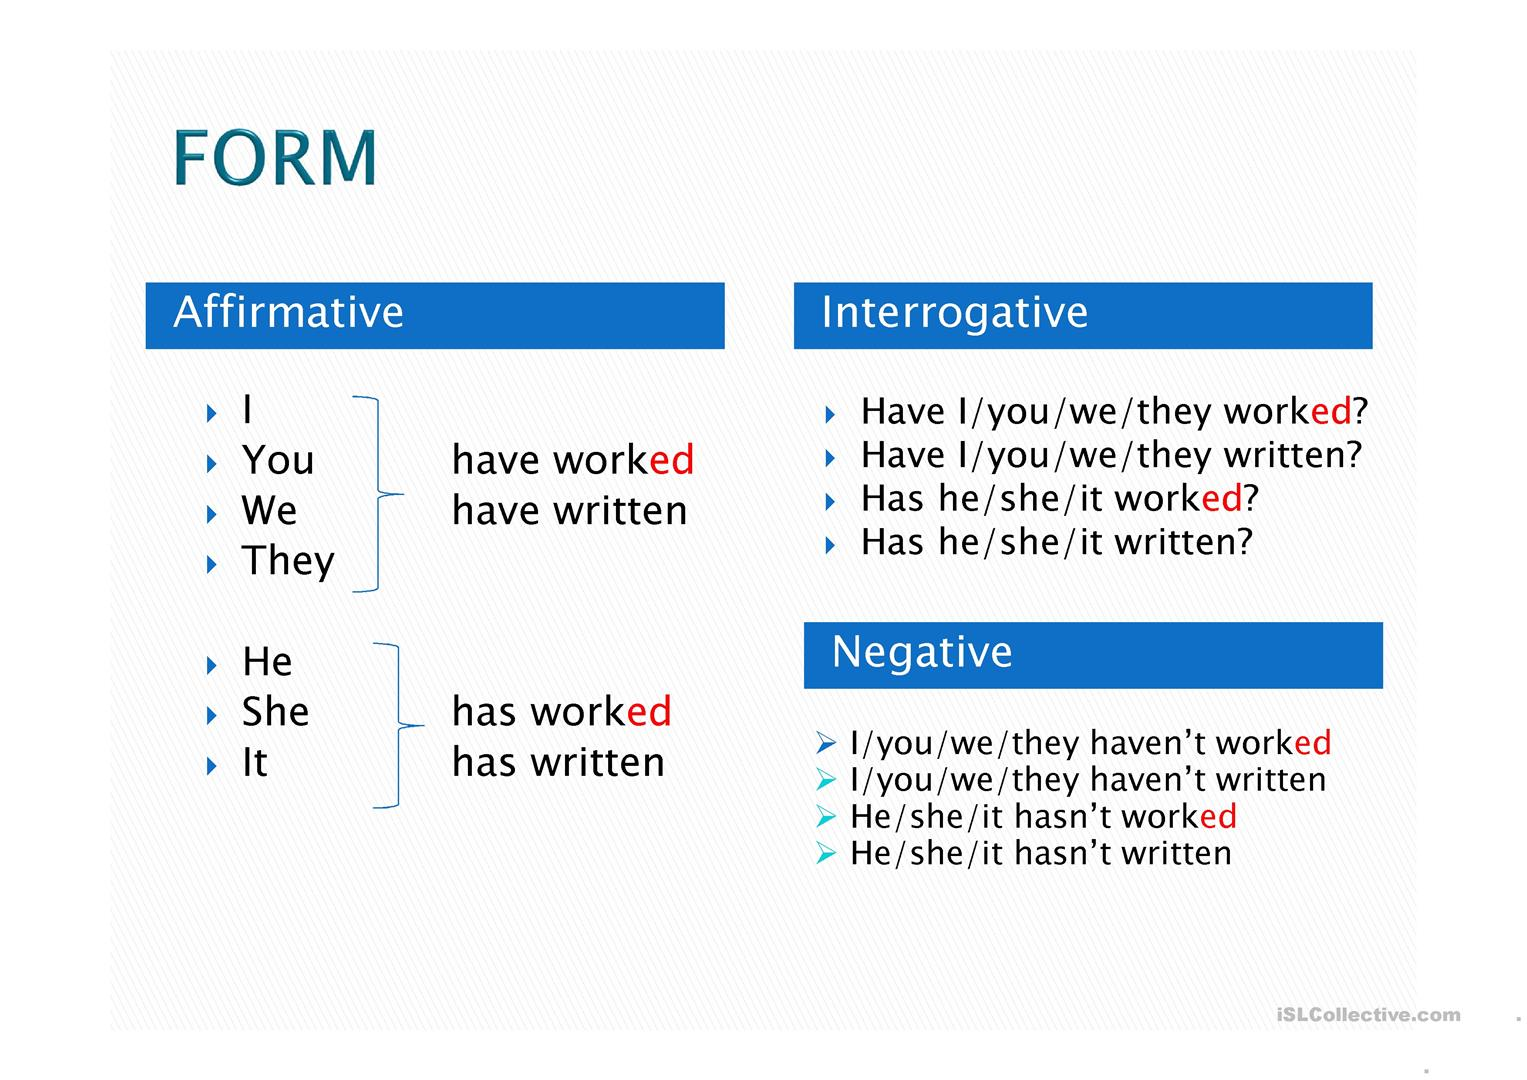 FORM
Affirmative
I
You
We
They
have worked
have written
He
She
It
has worked
has written
Interrogative
Have I/you/we/they worked?
Have I/you/we/they written?
Has he/she/it worked?
Has he/she/it written?
Negative
I/you/we/they haven’t worked
I/you/we/they haven’t written
He/she/it hasn’t worked
He/she/it hasn’t written
iSLCollective.com